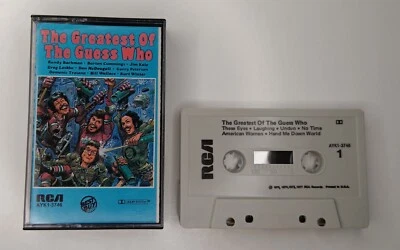 The Greatest Of
The Guess Who
Randy Bachman - Burton Cummings - Jim Kale
Greg Leskiw - Don McDougall - Garry Peterson
Domenic Troiano - Bill Wallace - Kurt Winter
RCA
AYK1-3746
BEST BUY
The Greatest Of The Guess Who
These Eyes • Laughing • Undun • No Time
American Woman • Hand Me Down World
AYK1-3746
1
RCA